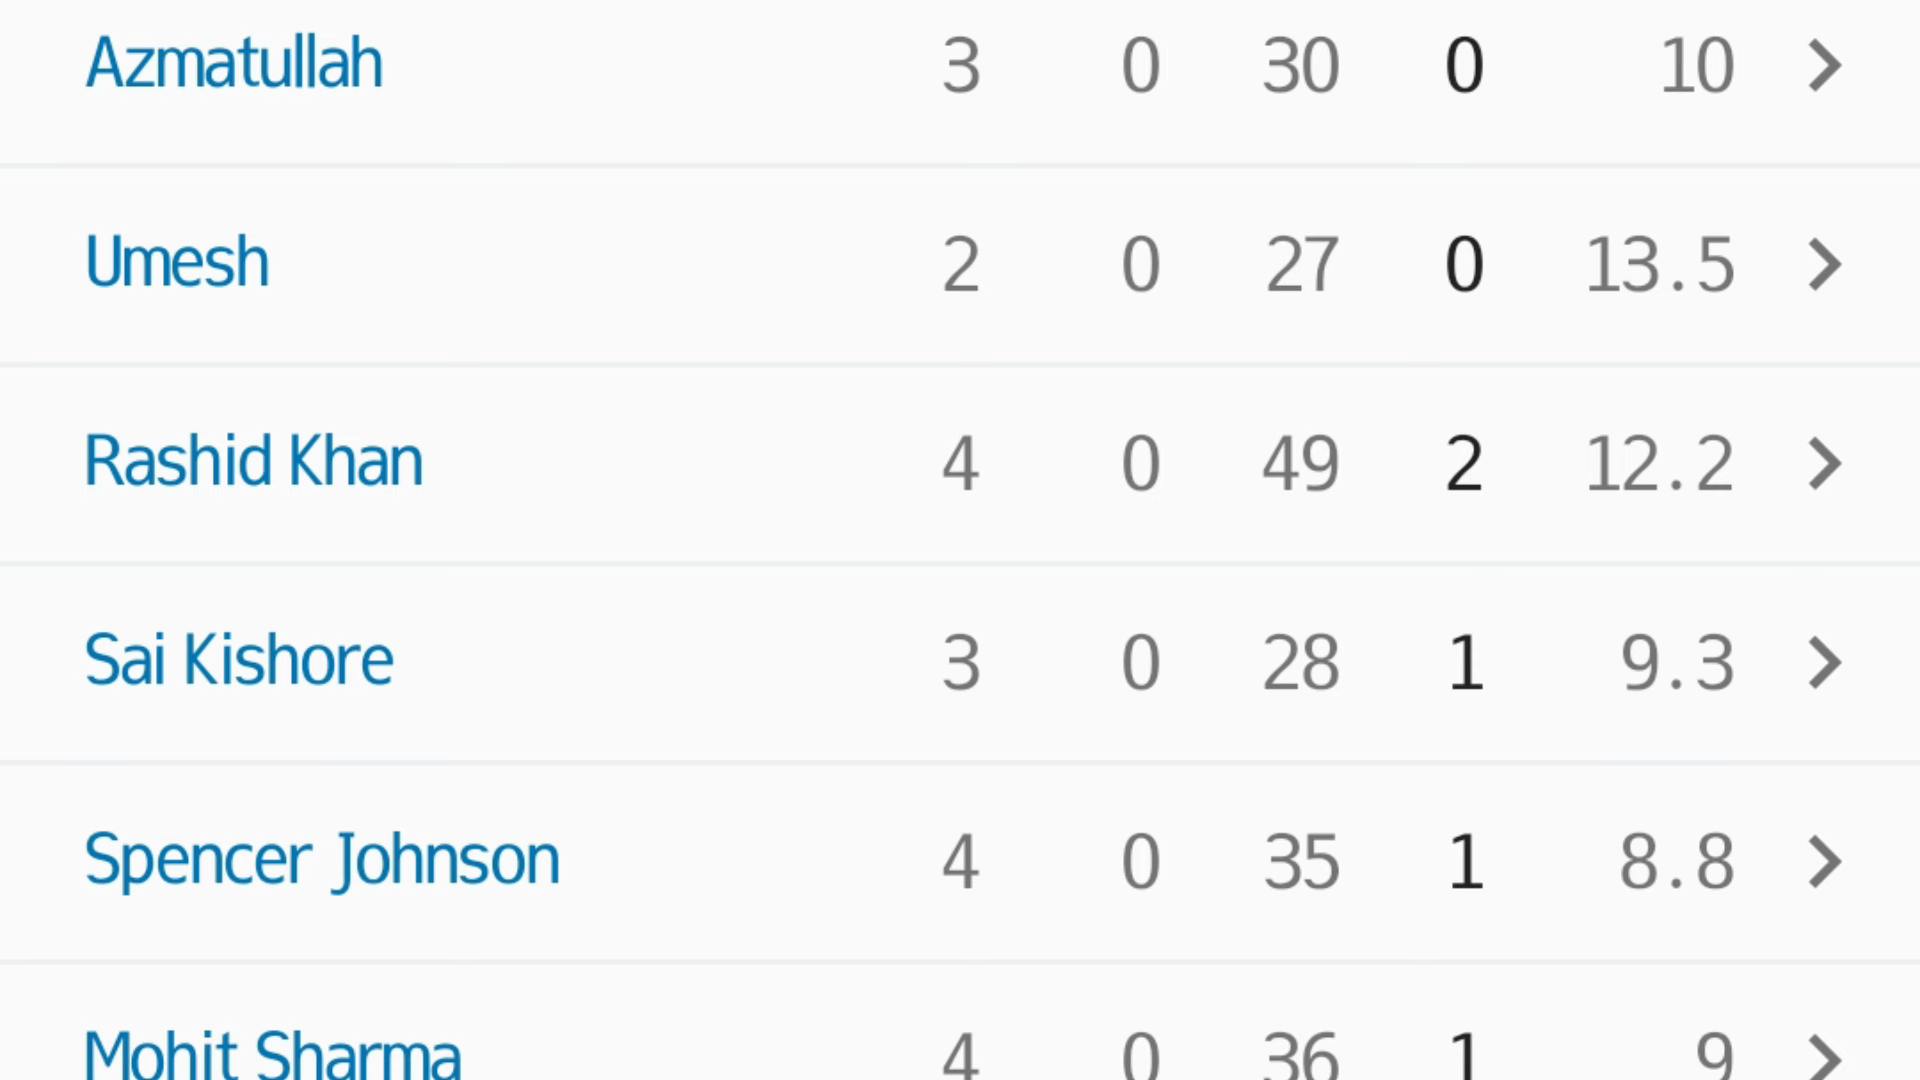 Azmatullah 3 0 30 0 10
Umesh 2 0 27 0 13.5
Rashid Khan 4 0 49 2 12.2
Sai Kishore 3 0 28 1 9.3
Spencer Johnson 4 0 35 1 8.8
Mohit Sharma 4 0 36 1 9